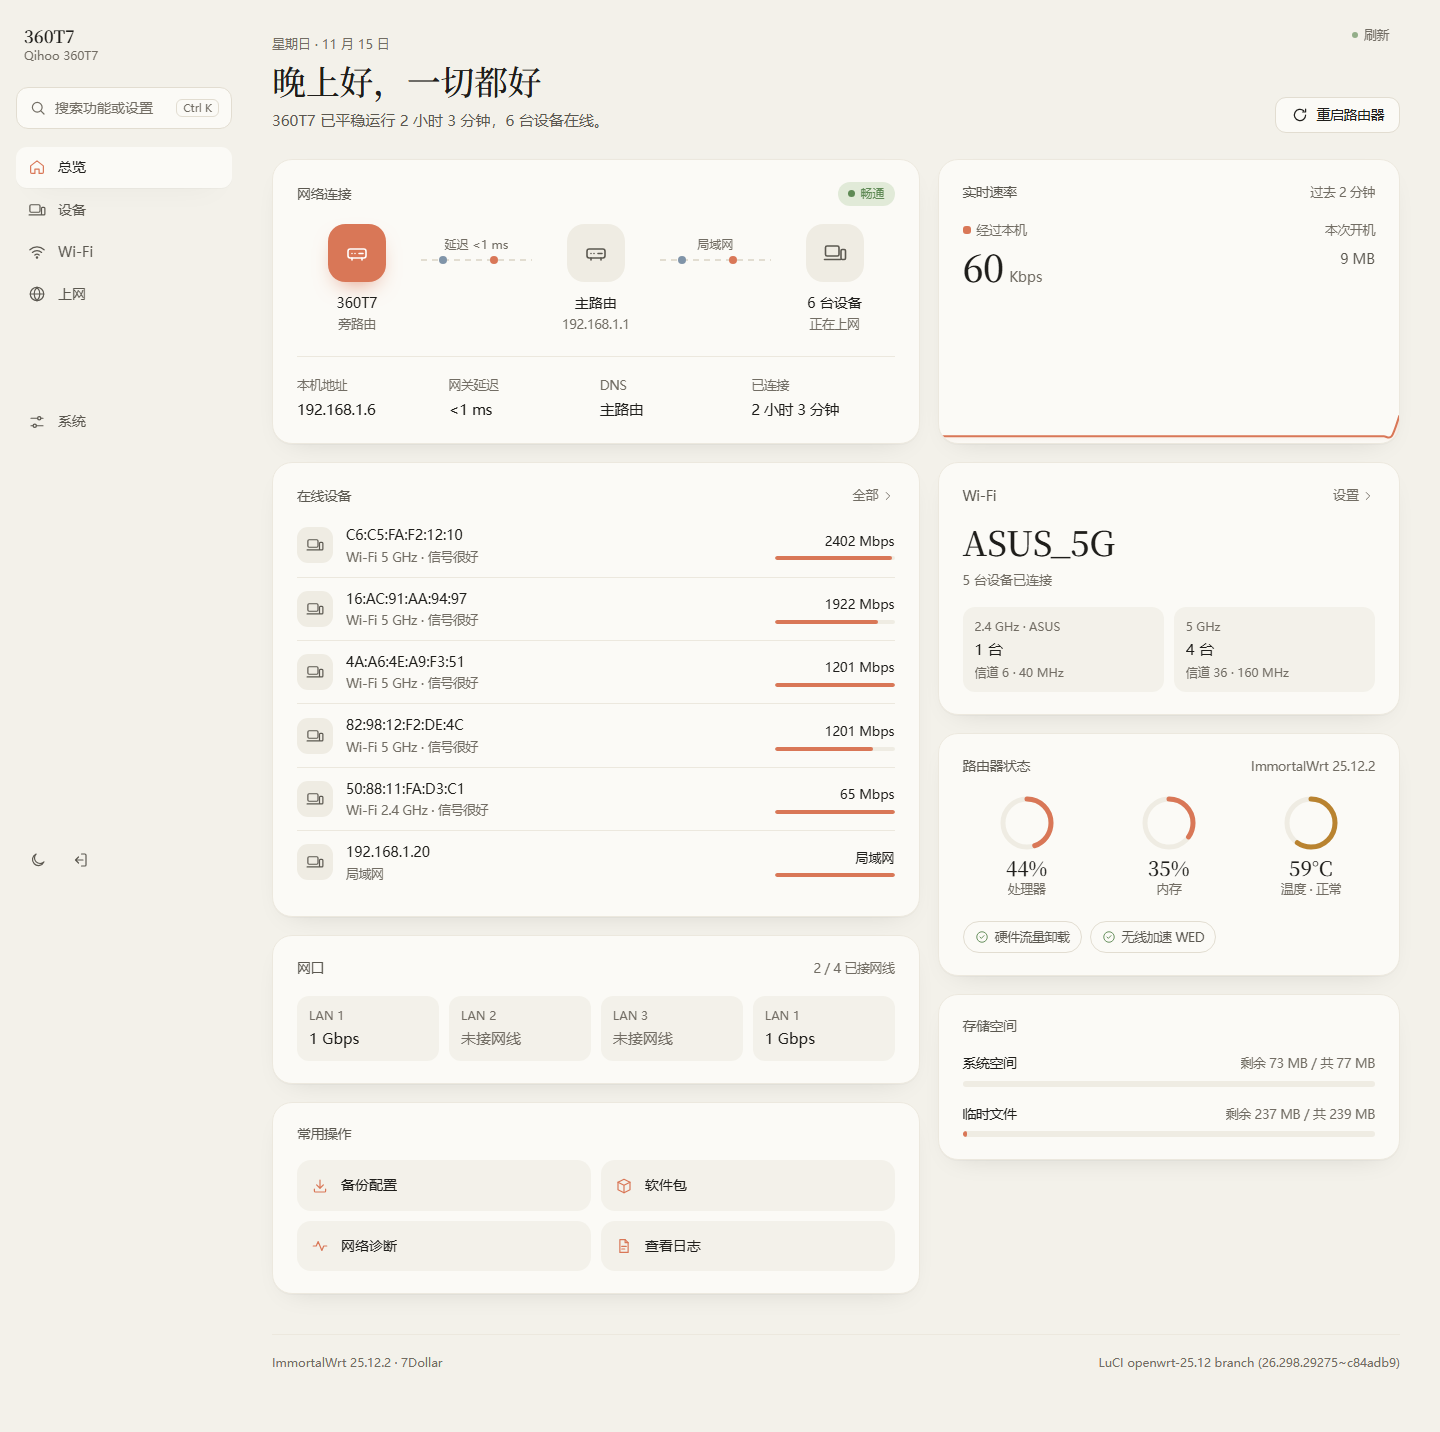 360T7
Qihoo 360T7
搜索功能或设置 Ctrl K
总览
设备
Wi-Fi
上网
系统
刷新
星期日 · 11 月 15 日
晚上好，一切都好
360T7 已平稳运行 2 小时 3 分钟，6 台设备在线。
重启路由器
网络连接 畅通
延迟 <1 ms 局域网
360T7 主路由 6 台设备
旁路由 192.168.1.1 正在上网
本机地址 网关延迟 DNS 已连接
192.168.1.6 <1 ms 主路由 2 小时 3 分钟
实时速率 过去 2 分钟
经过本机 本次开机
60 Kbps 9 MB
在线设备 全部
C6:C5:FA:F2:12:10
Wi-Fi 5 GHz · 信号很好
2402 Mbps
16:AC:91:AA:94:97
Wi-Fi 5 GHz · 信号很好
1922 Mbps
4A:A6:4E:A9:F3:51
Wi-Fi 5 GHz · 信号很好
1201 Mbps
82:98:12:F2:DE:4C
Wi-Fi 5 GHz · 信号很好
1201 Mbps
50:88:11:FA:D3:C1
Wi-Fi 2.4 GHz · 信号很好
65 Mbps
192.168.1.20
局域网
局域网
Wi-Fi 设置
ASUS_5G
5 台设备已连接
2.4 GHz · ASUS
1 台
信道 6 · 40 MHz
5 GHz
4 台
信道 36 · 160 MHz
路由器状态 ImmortalWrt 25.12.2
44% 35% 59°C
处理器 内存 温度 · 正常
硬件流量卸载 无线加速 WED
网口 2 / 4 已接网线
LAN 1 LAN 2 LAN 3 LAN 1
1 Gbps 未接网线 未接网线 1 Gbps
存储空间
系统空间 剩余 73 MB / 共 77 MB
临时文件 剩余 237 MB / 共 239 MB
常用操作
备份配置 软件包
网络诊断 查看日志
ImmortalWrt 25.12.2 · 7Dollar
LuCI openwrt-25.12 branch (26.298.29275~c84adb9)